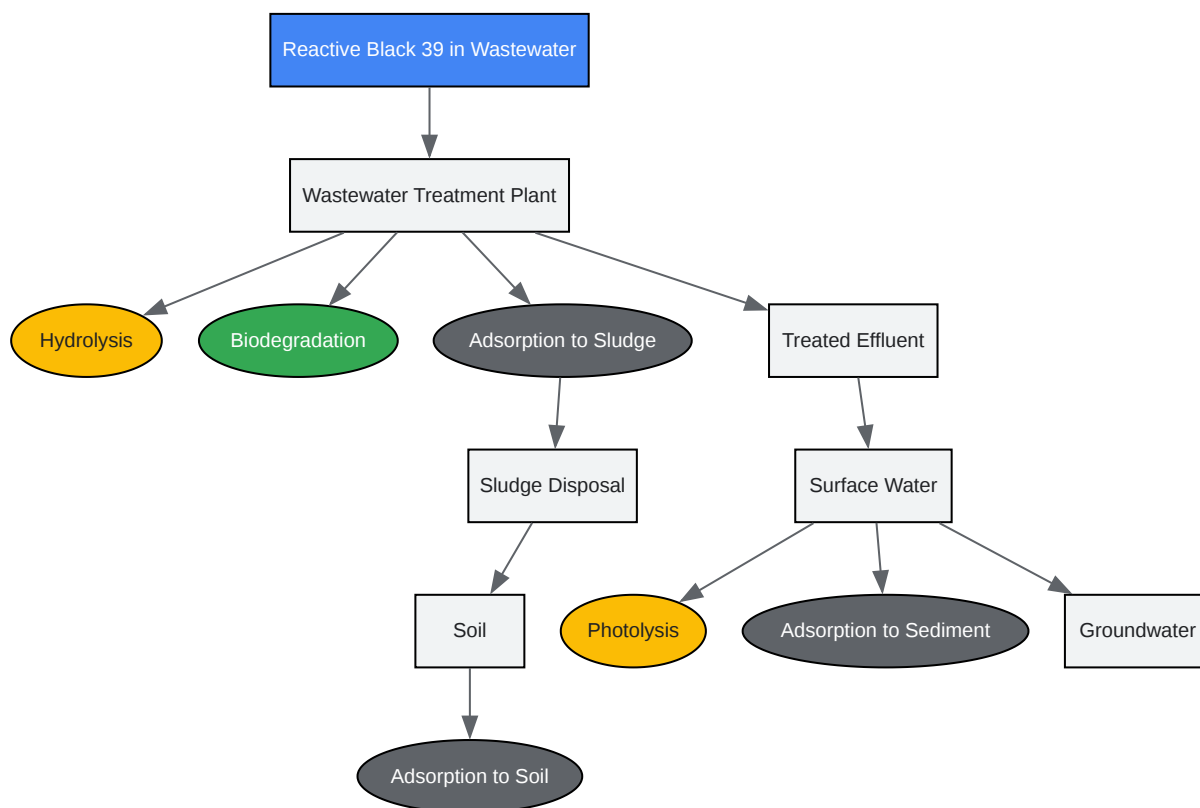 Reactive Black 39 in Wastewater
Wastewater Treatment Plant
Hydrolysis
Biodegradation
Adsorption to Sludge
Treated Effluent
Sludge Disposal
Surface Water
Soil
Photolysis
Adsorption to Sediment
Groundwater
Adsorption to Soil